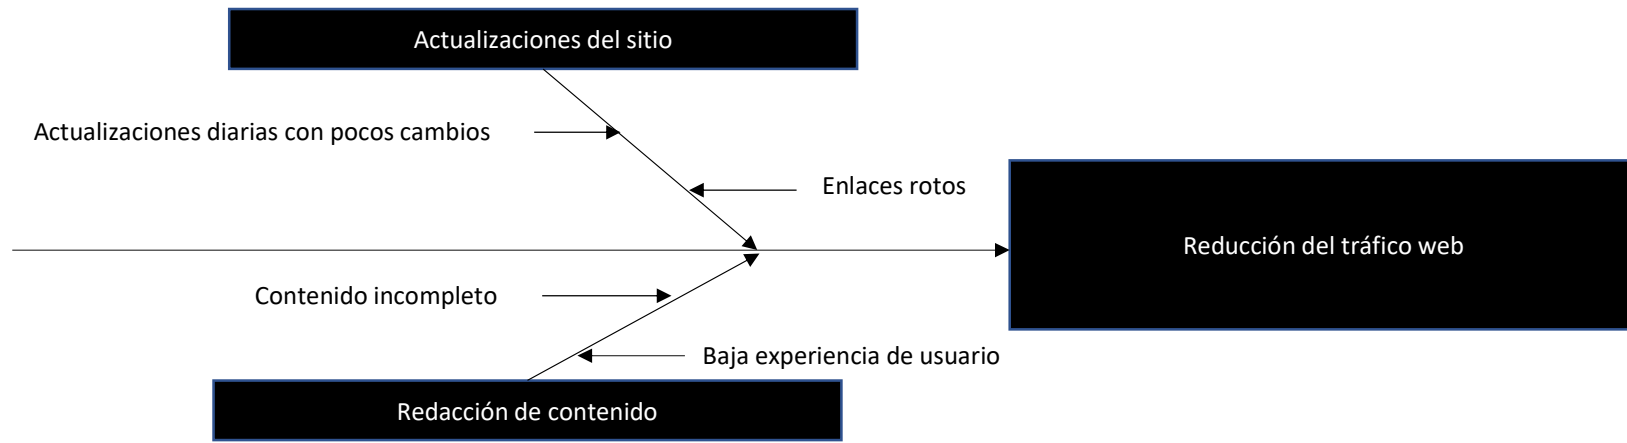 Actualizaciones del sitio
Actualizaciones diarias con pocos cambios
Enlaces rotos
Reducción del tráfico web
Contenido incompleto
Baja experiencia de usuario
Redacción de contenido